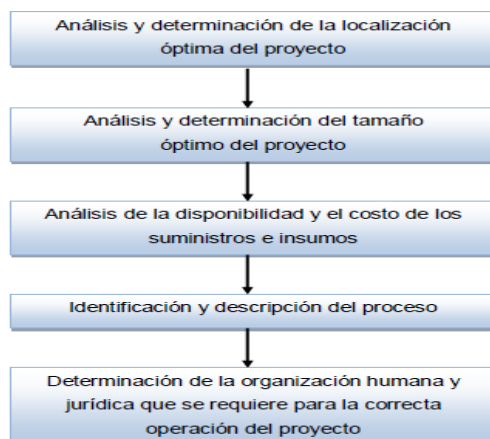 Análisis y determinación de la localización
óptima del proyecto
Análisis y determinación del tamaño
óptimo del proyecto
Análisis de la disponibilidad y el costo de los
suministros e insumos
Identificación y descripción del proceso
Determinación de la organización humana y
jurídica que se requiere para la correcta
operación del proyecto